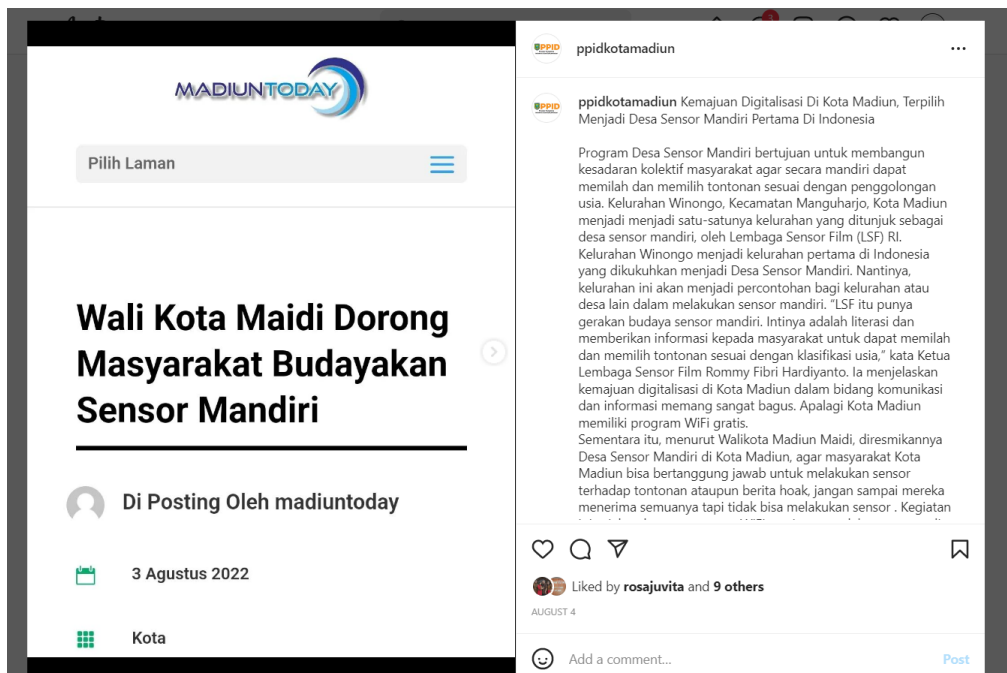 MADIUNTODAY
Pilih Laman
Wali Kota Maidi Dorong
Masyarakat Budayakan
Sensor Mandiri
Di Posting Oleh madiuntoday
3 Agustus 2022
Kota
PPID
ppidkotamadiun
PPID
ppidkotamadiun Kemajuan Digitalisasi Di Kota Madiun, Terpilih
Menjadi Desa Sensor Mandiri Pertama Di Indonesia
Program Desa Sensor Mandiri bertujuan untuk membangun
kesadaran kolektif masyarakat agar secara mandiri dapat
memilah dan memilih tontonan sesuai dengan penggolongan
usia. Kelurahan Winongo, Kecamatan Manguharjo, Kota Madiun
menjadi menjadi satu-satunya kelurahan yang ditunjuk sebagai
desa sensor mandiri, oleh Lembaga Sensor Film (LSF) RI.
Kelurahan Winongo menjadi kelurahan pertama di Indonesia
yang dikukuhkan menjadi Desa Sensor Mandiri. Nantinya,
kelurahan ini akan menjadi percontohan bagi kelurahan atau
desa lain dalam melakukan sensor mandiri. “LSF itu punya
gerakan budaya sensor mandiri. Intinya adalah literasi dan
memberikan informasi kepada masyarakat untuk dapat memilah
dan memilih tontonan sesuai dengan klasifikasi usia,” kata Ketua
Lembaga Sensor Film Rommy Fibri Hardiyanto. Ia menjelaskan
kemajuan digitalisasi di Kota Madiun dalam bidang komunikasi
dan informasi memang sangat bagus. Apalagi Kota Madiun
memiliki program WiFi gratis.
Sementara itu, menurut Walikota Madiun Maidi, diresmikannya
Desa Sensor Mandiri di Kota Madiun, agar masyarakat Kota
Madiun bisa bertanggung jawab untuk melakukan sensor
terhadap tontonan ataupun berita hoak, jangan sampai mereka
menerima semuanya tapi tidak bisa melakukan sensor . Kegiatan
Liked by rosajuvita and 9 others
AUGUST 4
Add a comment...
Post